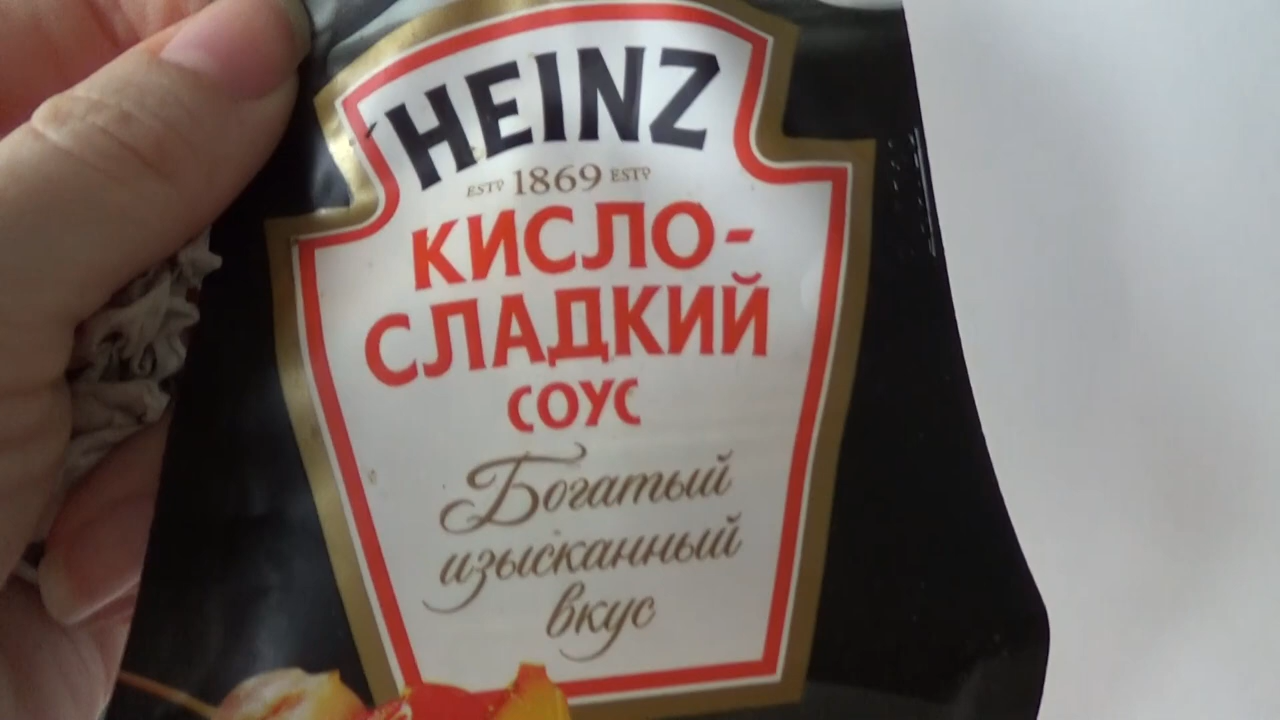 HEINZ
ESTD 1869 ESTD
КИСЛО-
СЛАДКИЙ
СОУС
Богатый
изысканный
вкус